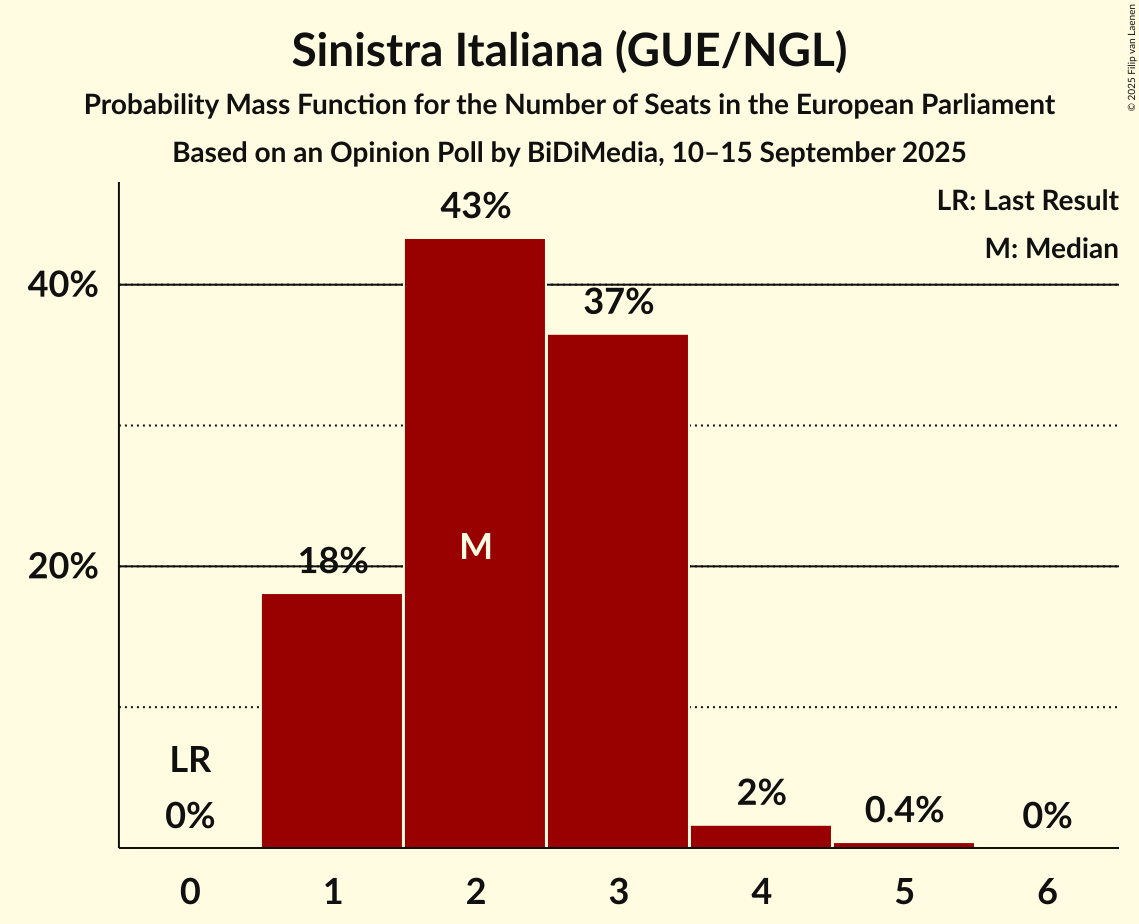 Sinistra Italiana (GUE/NGL)
Probability Mass Function for the Number of Seats in the European Parliament
Based on an Opinion Poll by BiDiMedia, 10–15 September 2025
© 2025 Filip van Laenen
LR: Last Result
M: Median
43%
40%
37%
20%
18%
M
LR
0%
2%
0.4%
0%
0 1 2 3 4 5 6